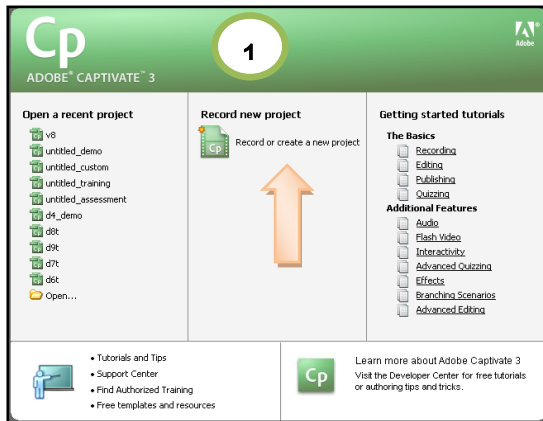 Cp
ADOBE® CAPTIVATE™ 3
1
Adobe®
Open a recent project
v8
untitled_demo
untitled_custom
untitled_training
untitled_assessment
d4_demo
d8t
d9t
d7t
d6t
Open...
Record new project
Cp
Record or create a new project
Getting started tutorials
The Basics
Recording
Editing
Publishing
Quizzing
Additional Features
Audio
Flash Video
Interactivity
Advanced Quizzing
Effects
Branching Scenarios
Advanced Editing
• Tutorials and Tips
• Support Center
• Find Authorized Training
• Free templates and resources
Cp
Learn more about Adobe Captivate 3
Visit the Developer Center for free tutorials
or authoring tips and tricks.